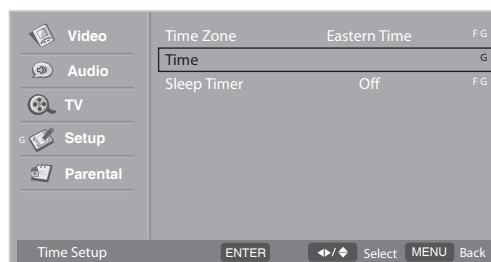 Video
Audio
TV
G Setup
Parental
Time Zone Eastern Time F G
Time G
Sleep Timer Off F G
Time Setup ENTER / Select MENU Back